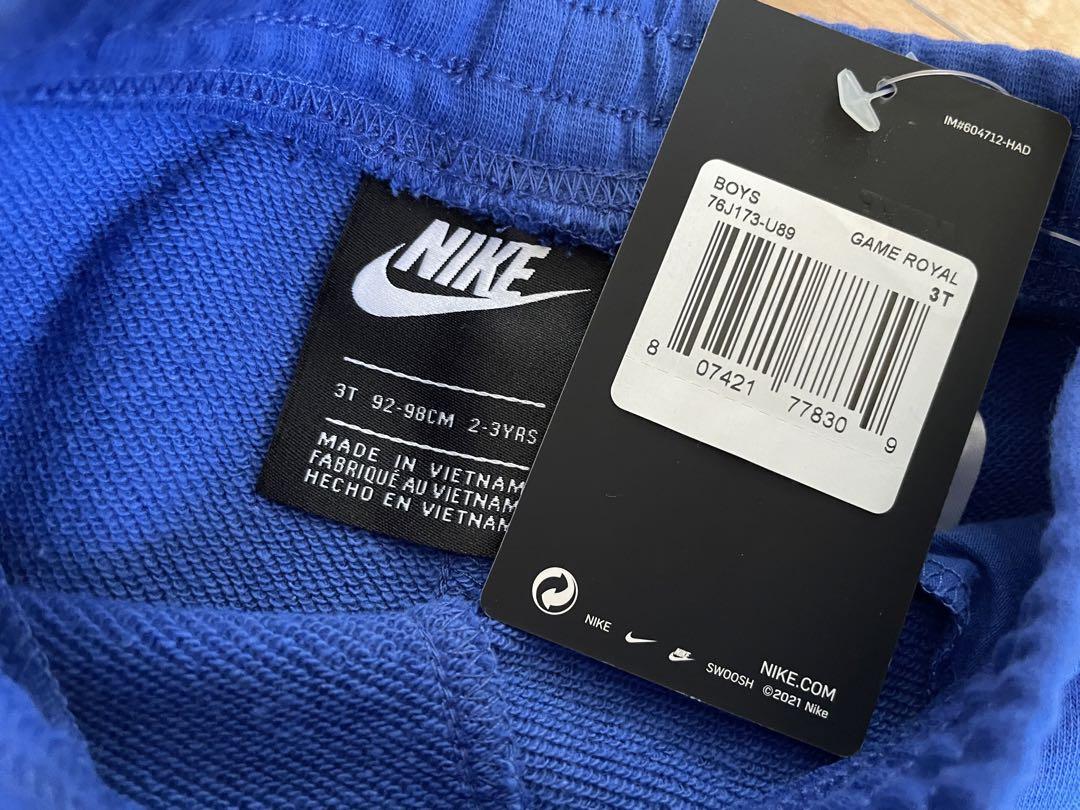 NIKE
3T 92-98CM 2-3YRS
MADE IN VIETNAM
FABRIQUÉ AU VIETNAM
HECHO EN VIETNAM
IM#604712-HAD
BOYS
76J173-U89
GAME ROYAL
3T
8 07421 77830 9
NIKE
NIKE
SWOOSH
NIKE.COM
©2021 Nike